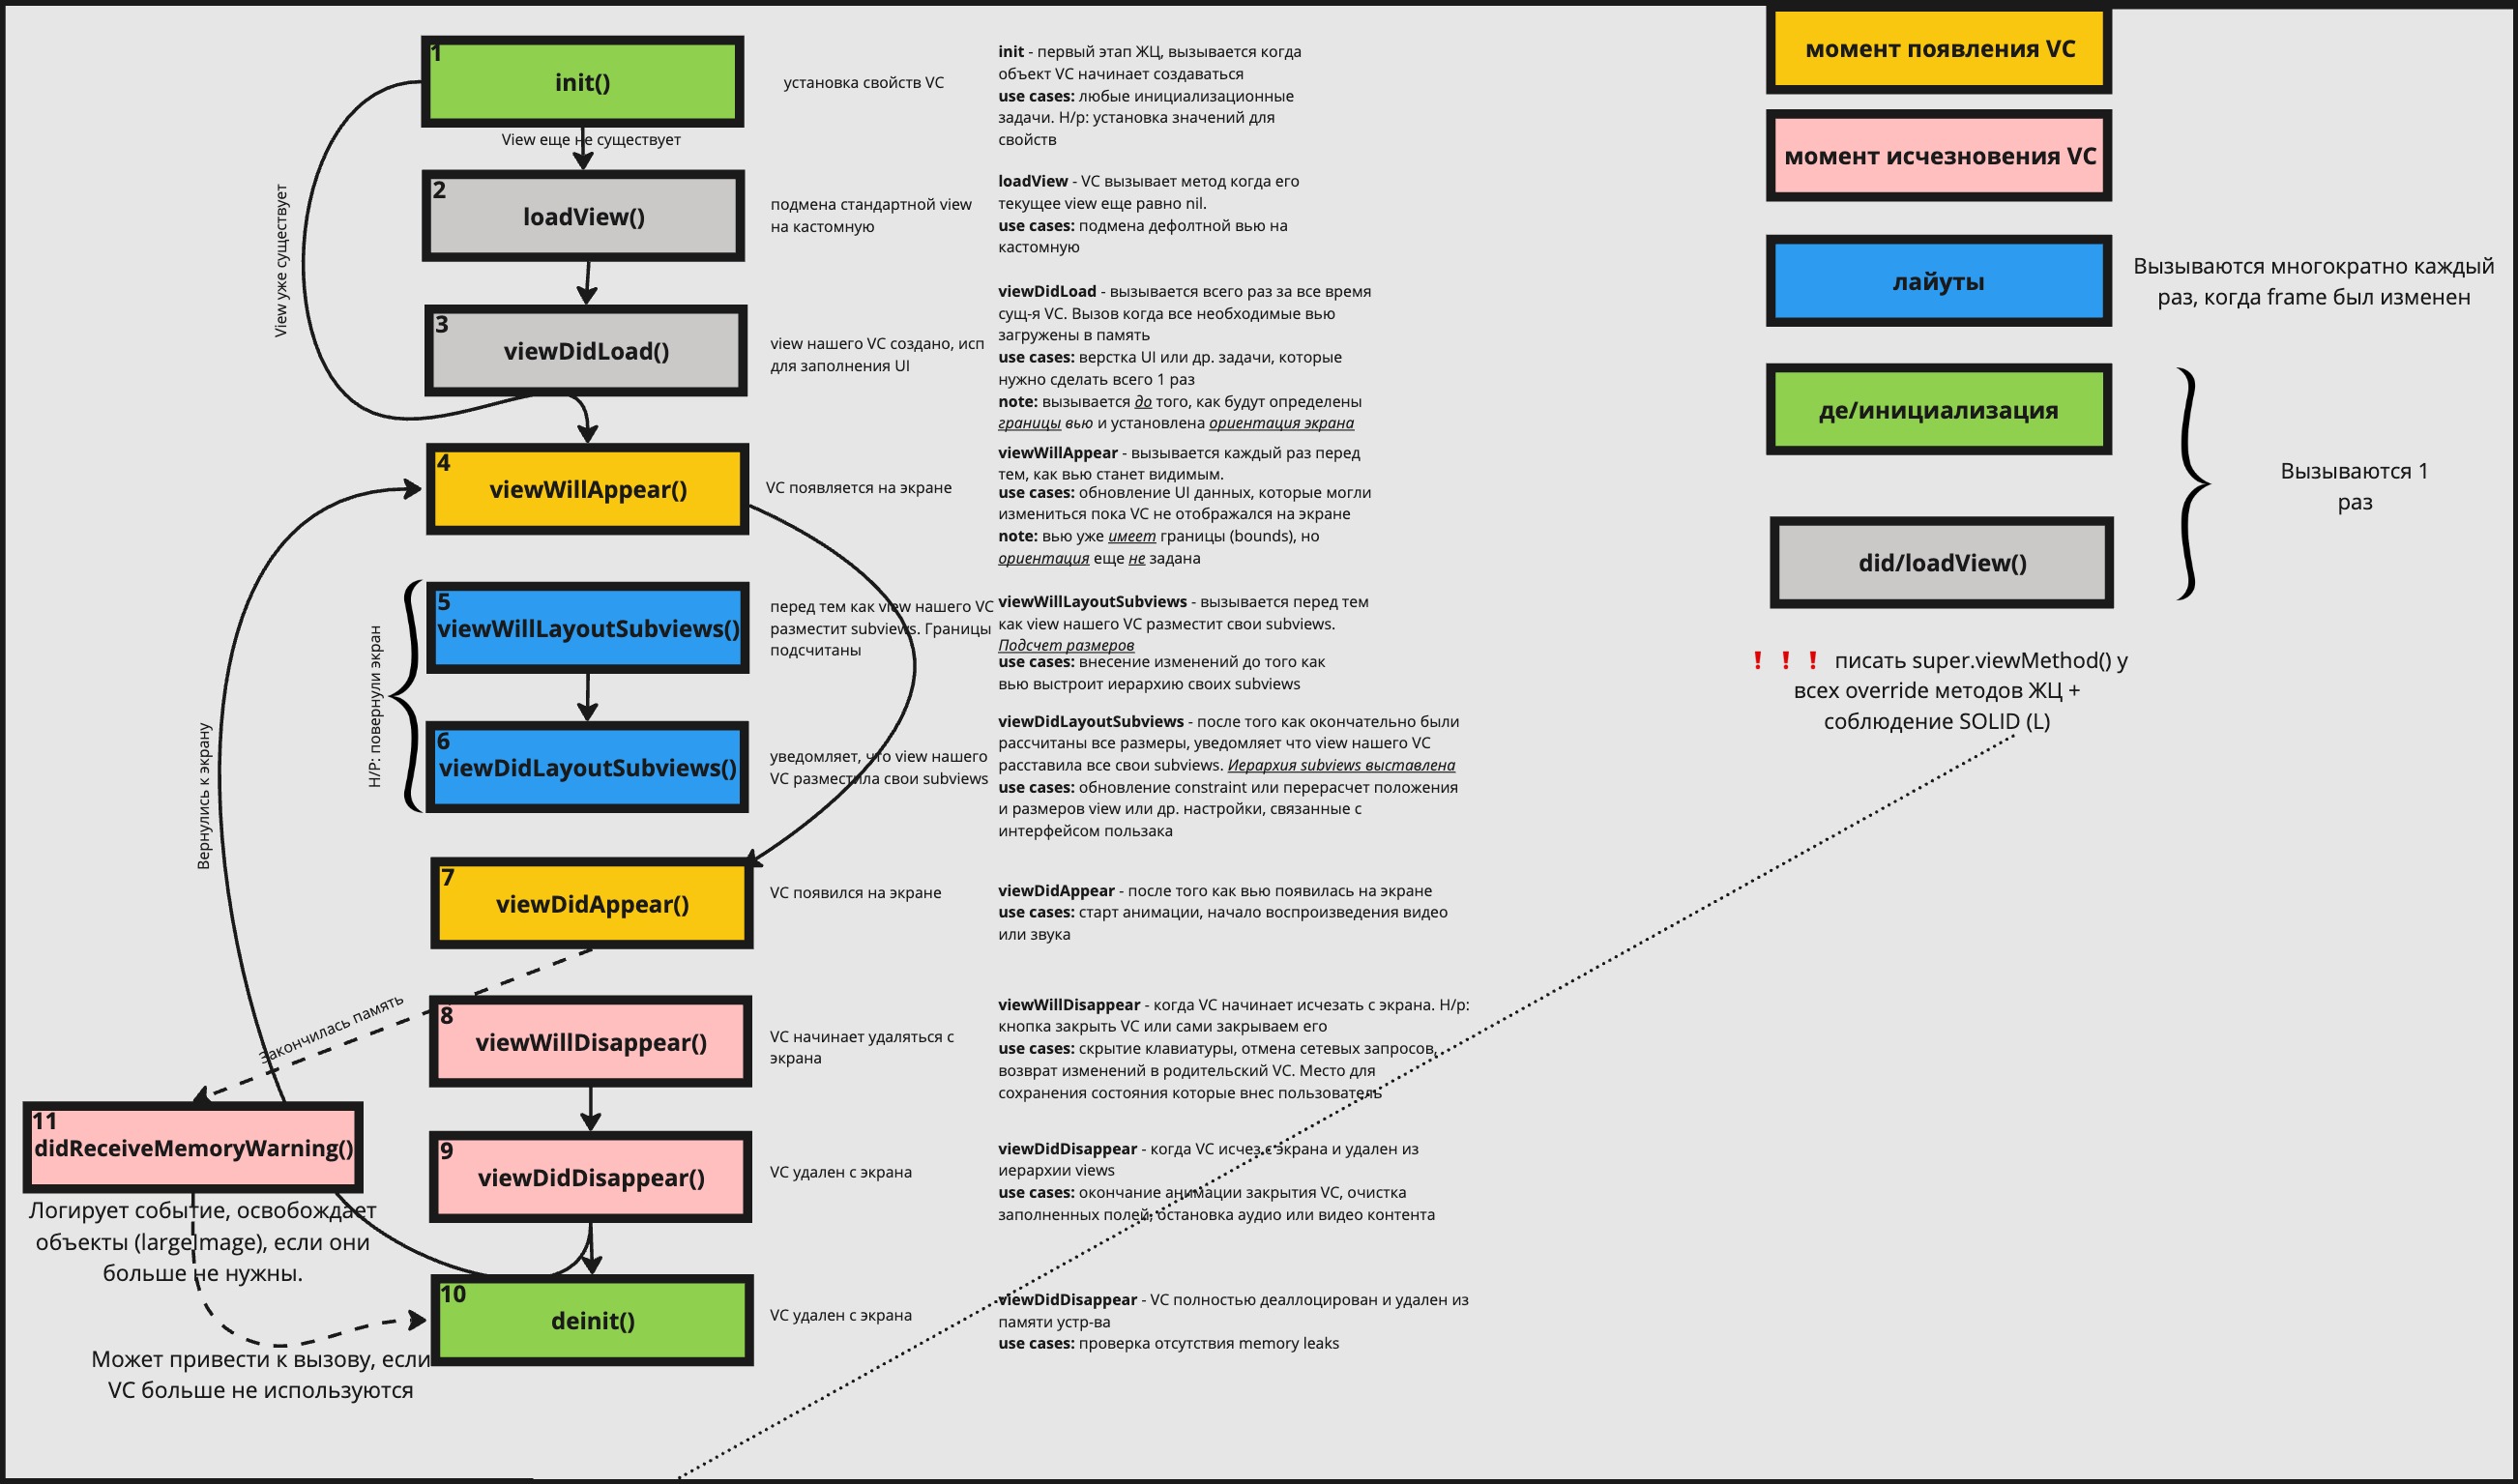 1
init()
установка свойств VC
init - первый этап ЖЦ, вызывается когда
объект VC начинает создаваться
use cases: любые инициализационные
задачи. Н/р: установка значений для
свойств
View еще не существует
View уже существует
2
loadView()
подмена стандартной view
на кастомную
loadView - VC вызывает метод когда его
текущее view еще равно nil.
use cases: подмена дефолтной вью на
кастомную
3
viewDidLoad()
view нашего VC создано, исп
для заполнения UI
viewDidLoad - вызывается всего раз за все время
сущ-я VC. Вызов когда все необходимые вью
загружены в память
use cases: верстка UI или др. задачи, которые
нужно сделать всего 1 раз
note: вызывается до того, как будут определены
границы вью и установлена ориентация экрана
4
viewWillAppear()
VC появляется на экране
viewWillAppear - вызывается каждый раз перед
тем, как вью станет видимым.
use cases: обновление UI данных, которые могли
измениться пока VC не отображался на экране
note: вью уже имеет границы (bounds), но
ориентация еще не задана
Н/Р: повернули экран
5
viewWillLayoutSubviews()
перед тем как view нашего VC
разместит subviews. Границы
подсчитаны
viewWillLayoutSubviews - вызывается перед тем
как view нашего VC разместит свои subviews.
Подсчет размеров
use cases: внесение изменений до того как
вью выстроит иерархию своих subviews
6
viewDidLayoutSubviews()
уведомляет, что view нашего
VC разместила свои subviews
viewDidLayoutSubviews - после того как окончательно были
рассчитаны все размеры, уведомляет что view нашего VC
расставила все свои subviews. Иерархия subviews выставлена
use cases: обновление constraint или перерасчет положения
и размеров view или др. настройки, связанные с
интерфейсом пользака
Вернулись к экрану
7
viewDidAppear()
VC появился на экране
viewDidAppear - после того как вью появилась на экране
use cases: старт анимации, начало воспроизведения видео
или звука
Закончилась память
8
viewWillDisappear()
VC начинает удаляться с
экрана
viewWillDisappear - когда VC начинает исчезать с экрана. Н/р:
кнопка закрыть VC или сами закрываем его
use cases: скрытие клавиатуры, отмена сетевых запросов,
возврат изменений в родительский VC. Место для
сохранения состояния которые внес пользователь
11
didReceiveMemoryWarning()
Логирует событие, освобождает
объекты (largeImage), если они
больше не нужны.
9
viewDidDisappear()
VC удален с экрана
viewDidDisappear - когда VC исчез с экрана и удален из
иерархии views
use cases: окончание анимации закрытия VC, очистка
заполненных полей, остановка аудио или видео контента
10
deinit()
VC удален с экрана
viewDidDisappear - VC полностью деаллоцирован и удален из
памяти устр-ва
use cases: проверка отсутствия memory leaks
Может привести к вызову, если
VC больше не используются
момент появления VC
момент исчезновения VC
лайуты
Вызываются многократно каждый
раз, когда frame был изменен
де/инициализация
did/loadView()
Вызываются 1
раз
! ! ! писать super.viewMethod() у
всех override методов ЖЦ +
соблюдение SOLID (L)